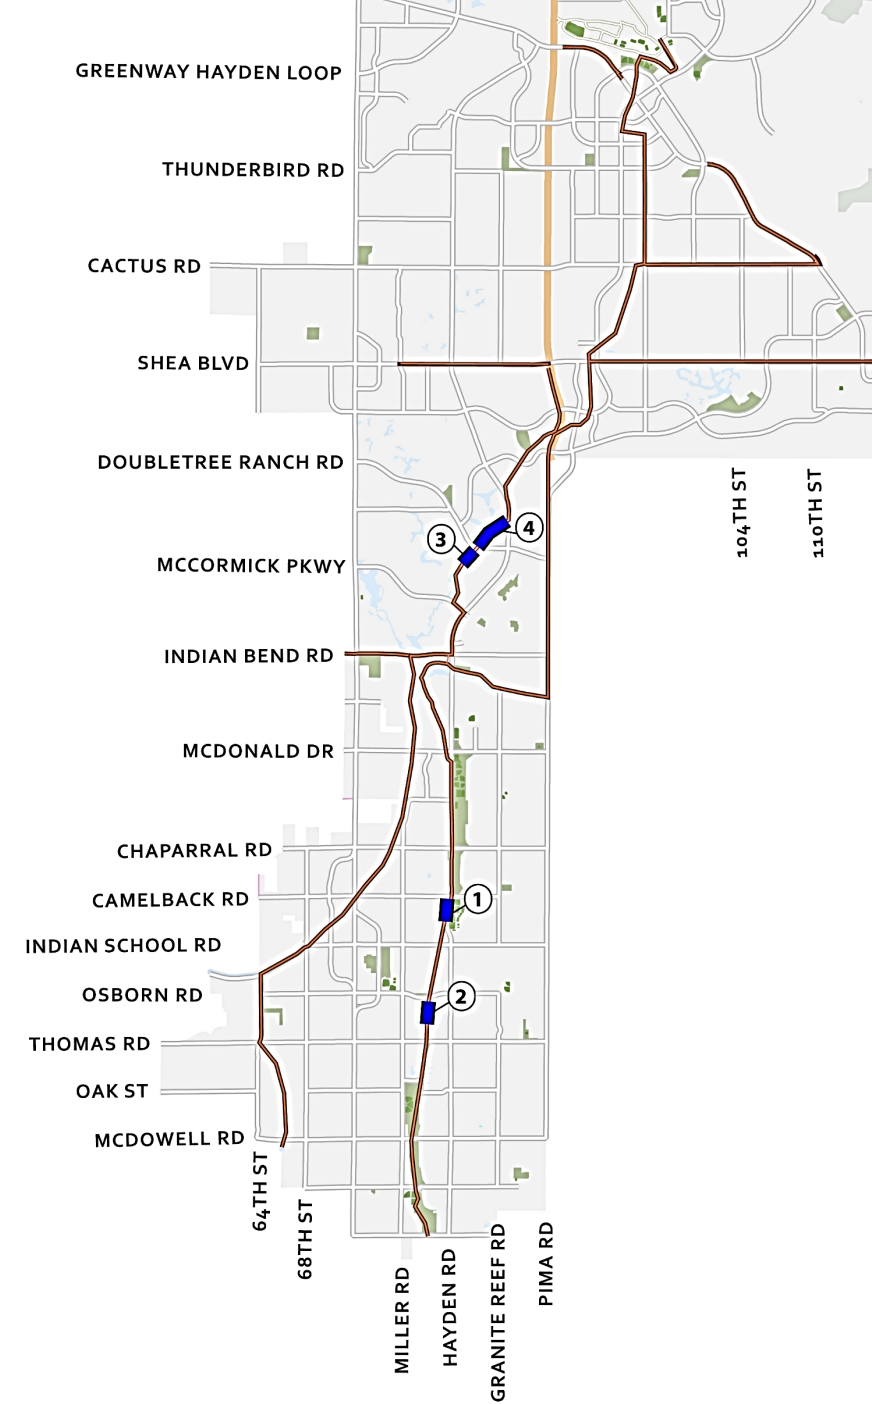 GREENWAY HAYDEN LOOP
THUNDERBIRD RD
CACTUS RD
SHEA BLVD
DOUBLETREE RANCH RD
104TH ST
110TH ST
4
3
MCCORMICK PKWY
INDIAN BEND RD
MCDONALD DR
CHAPARRAL RD
CAMELBACK RD
1
INDIAN SCHOOL RD
OSBORN RD
2
THOMAS RD
OAK ST
MCDOWELL RD
64TH ST
68TH ST
MILLER RD
HAYDEN RD
GRANITE REEF RD
PIMA RD